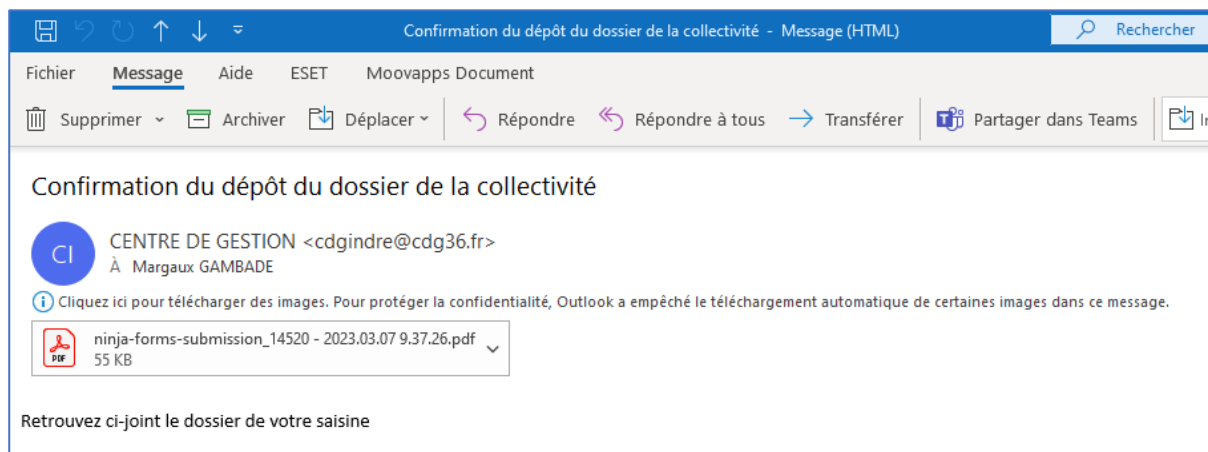 Confirmation du dépôt du dossier de la collectivité - Message (HTML)
Rechercher
Fichier Message Aide ESET Moovapps Document
Supprimer Archiver Déplacer Répondre Répondre à tous Transférer Partager dans Teams
Confirmation du dépôt du dossier de la collectivité
CI
CENTRE DE GESTION <cdgindre@cdg36.fr>
À Margaux GAMBADE
Cliquez ici pour télécharger des images. Pour protéger la confidentialité, Outlook a empêché le téléchargement automatique de certaines images dans ce message.
PDF
ninja-forms-submission_14520 - 2023.03.07 9.37.26.pdf
55 KB
Retrouvez ci-joint le dossier de votre saisine